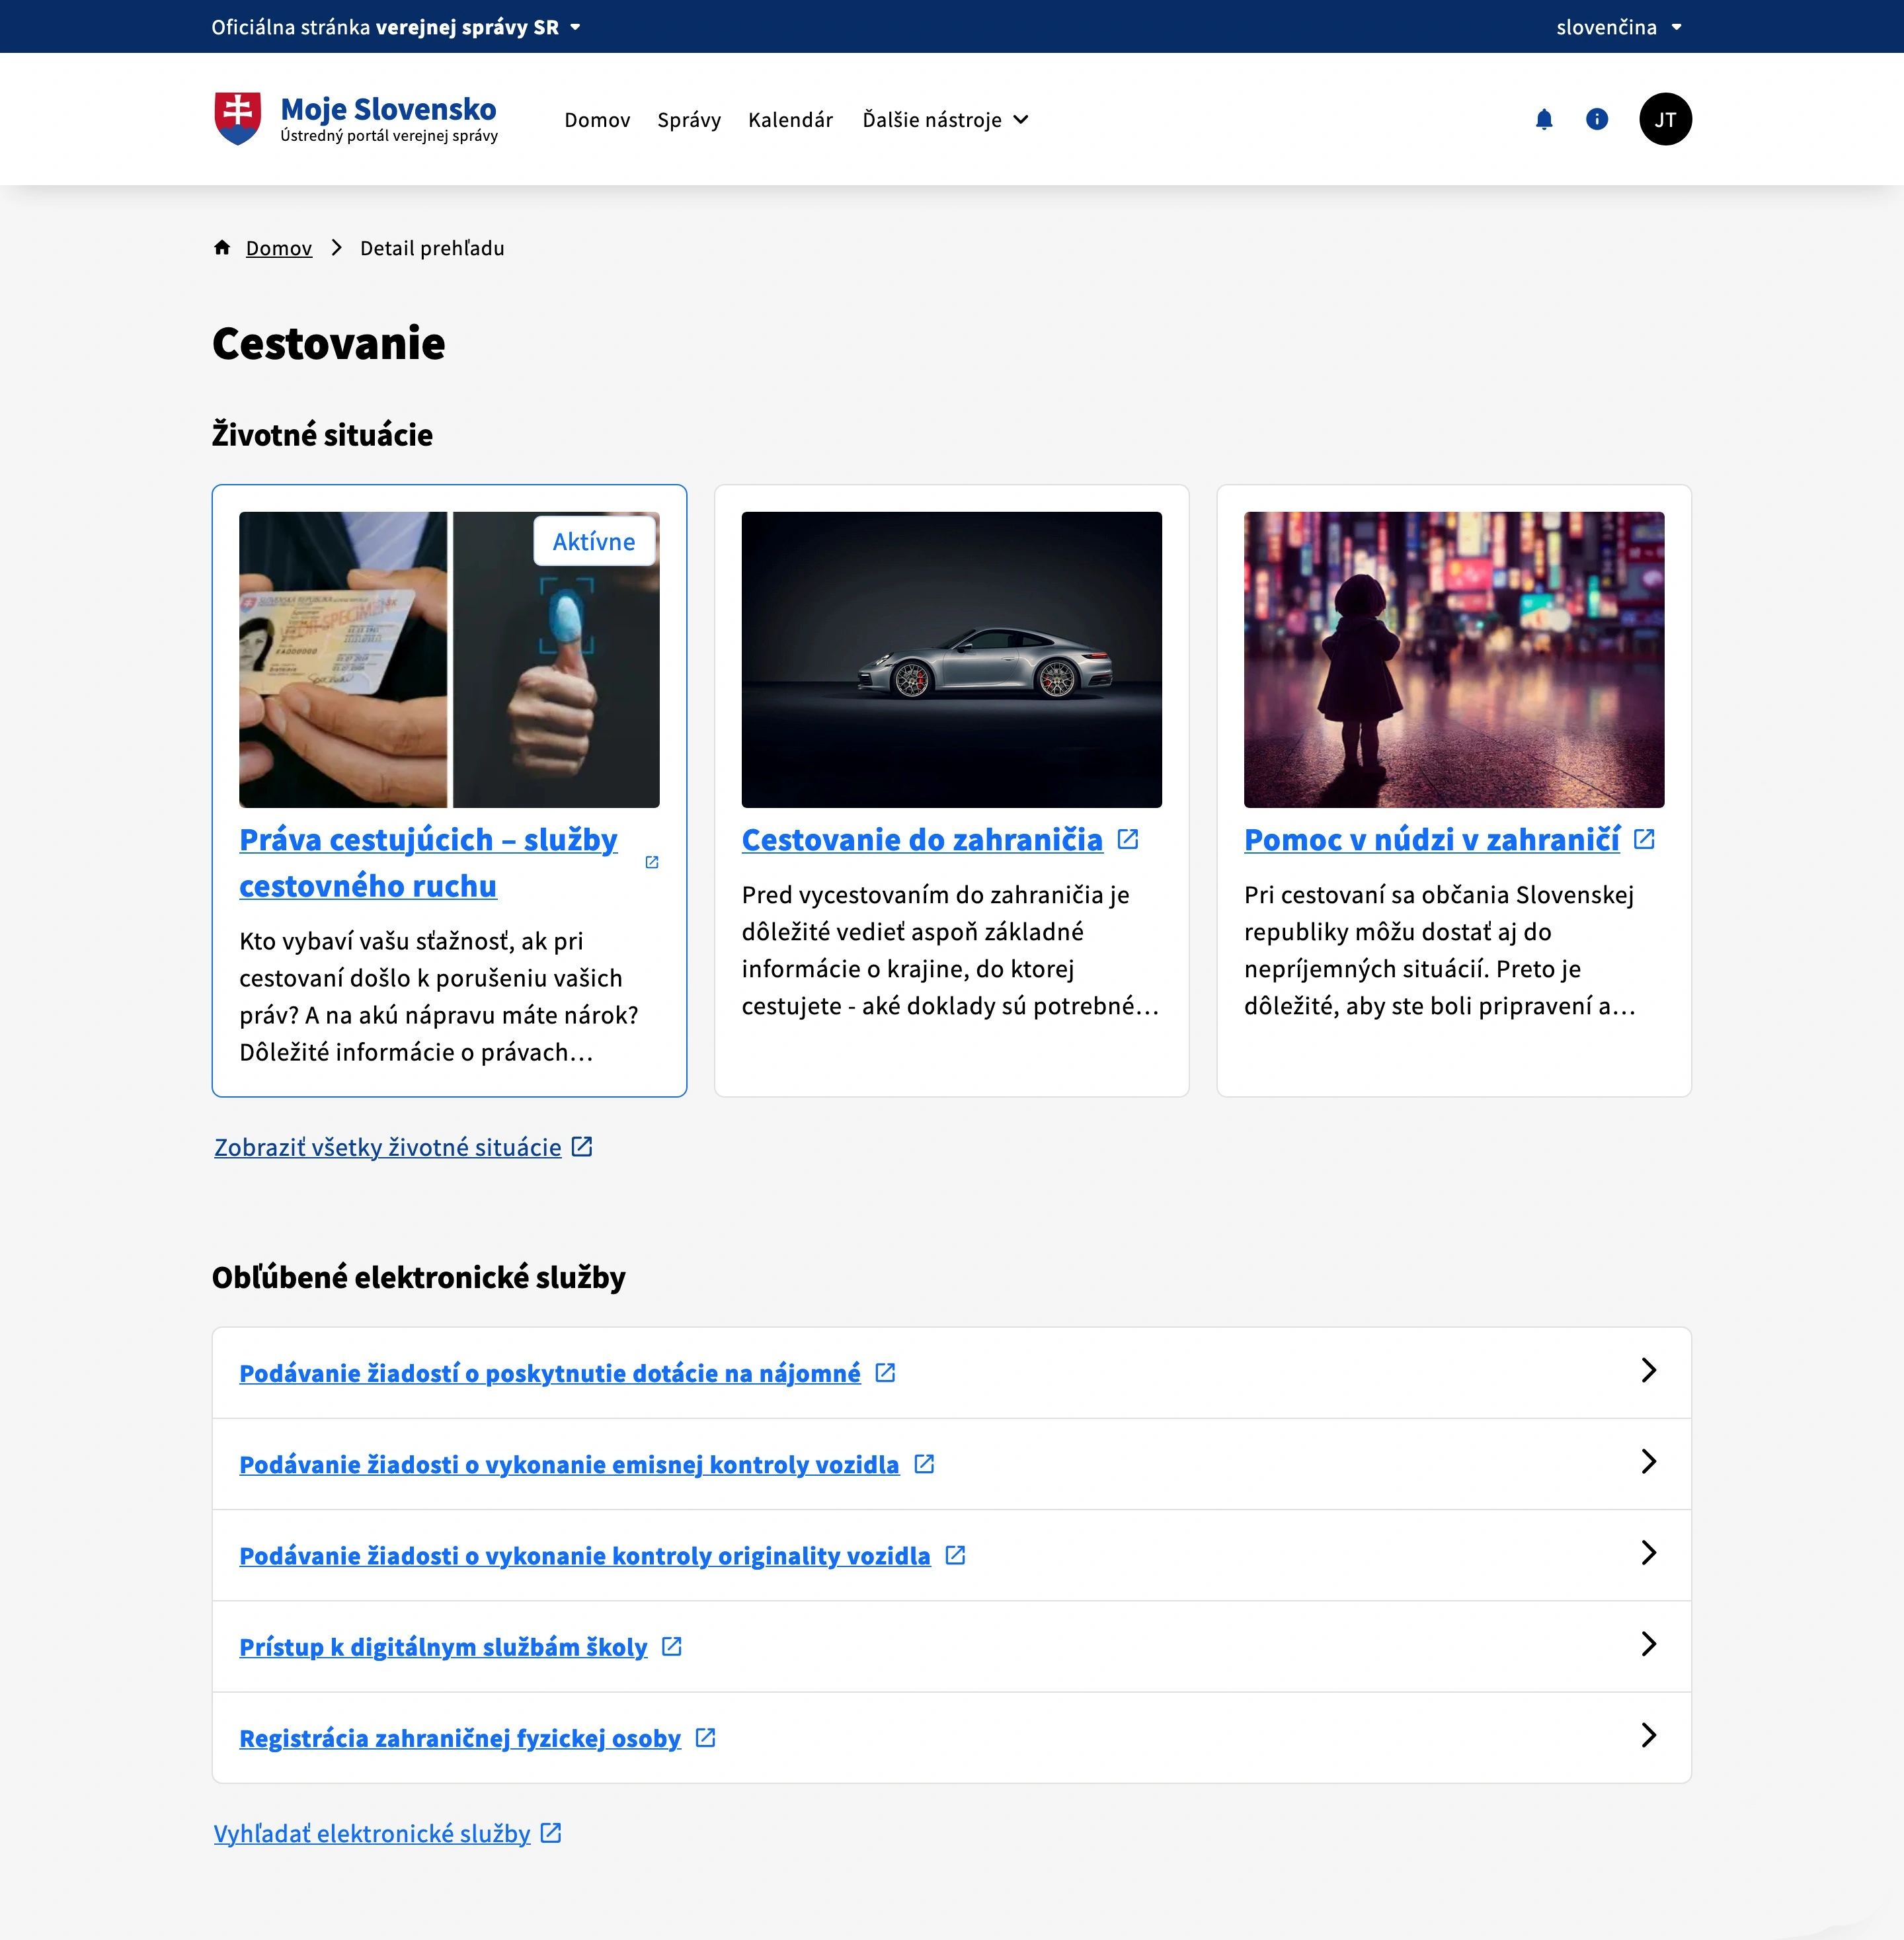 Oficiálna stránka verejnej správy SR
slovenčina
Moje Slovensko
Ústredný portál verejnej správy
Domov
Správy
Kalendár
Ďalšie nástroje
JT
Domov
Detail prehľadu
Cestovanie
Životné situácie
Aktívne
SLOVENSKÁ REPUBLIKA
SPECIMEN
Práva cestujúcich – služby
cestovného ruchu
Kto vybaví vašu sťažnosť, ak pri
cestovaní došlo k porušeniu vašich
práv? A na akú nápravu máte nárok?
Dôležité informácie o právach...
Cestovanie do zahraničia
Pred vycestovaním do zahraničia je
dôležité vedieť aspoň základné
informácie o krajine, do ktorej
cestujete - aké doklady sú potrebné...
Pomoc v núdzi v zahraničí
Pri cestovaní sa občania Slovenskej
republiky môžu dostať aj do
nepríjemných situácií. Preto je
dôležité, aby ste boli pripravení a...
Zobraziť všetky životné situácie
Obľúbené elektronické služby
Podávanie žiadostí o poskytnutie dotácie na nájomné
Podávanie žiadosti o vykonanie emisnej kontroly vozidla
Podávanie žiadosti o vykonanie kontroly originality vozidla
Prístup k digitálnym službám školy
Registrácia zahraničnej fyzickej osoby
Vyhľadať elektronické služby